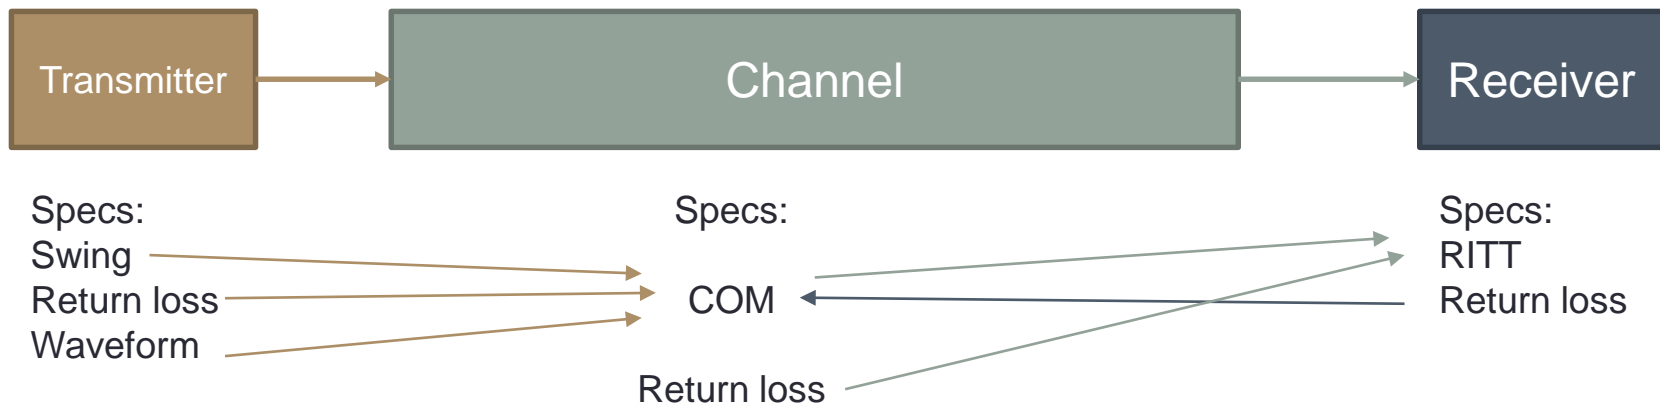 Transmitter
Channel
Receiver
Specs:
Swing
Return loss
Waveform
Specs:
COM
Return loss
Specs:
RITT
Return loss